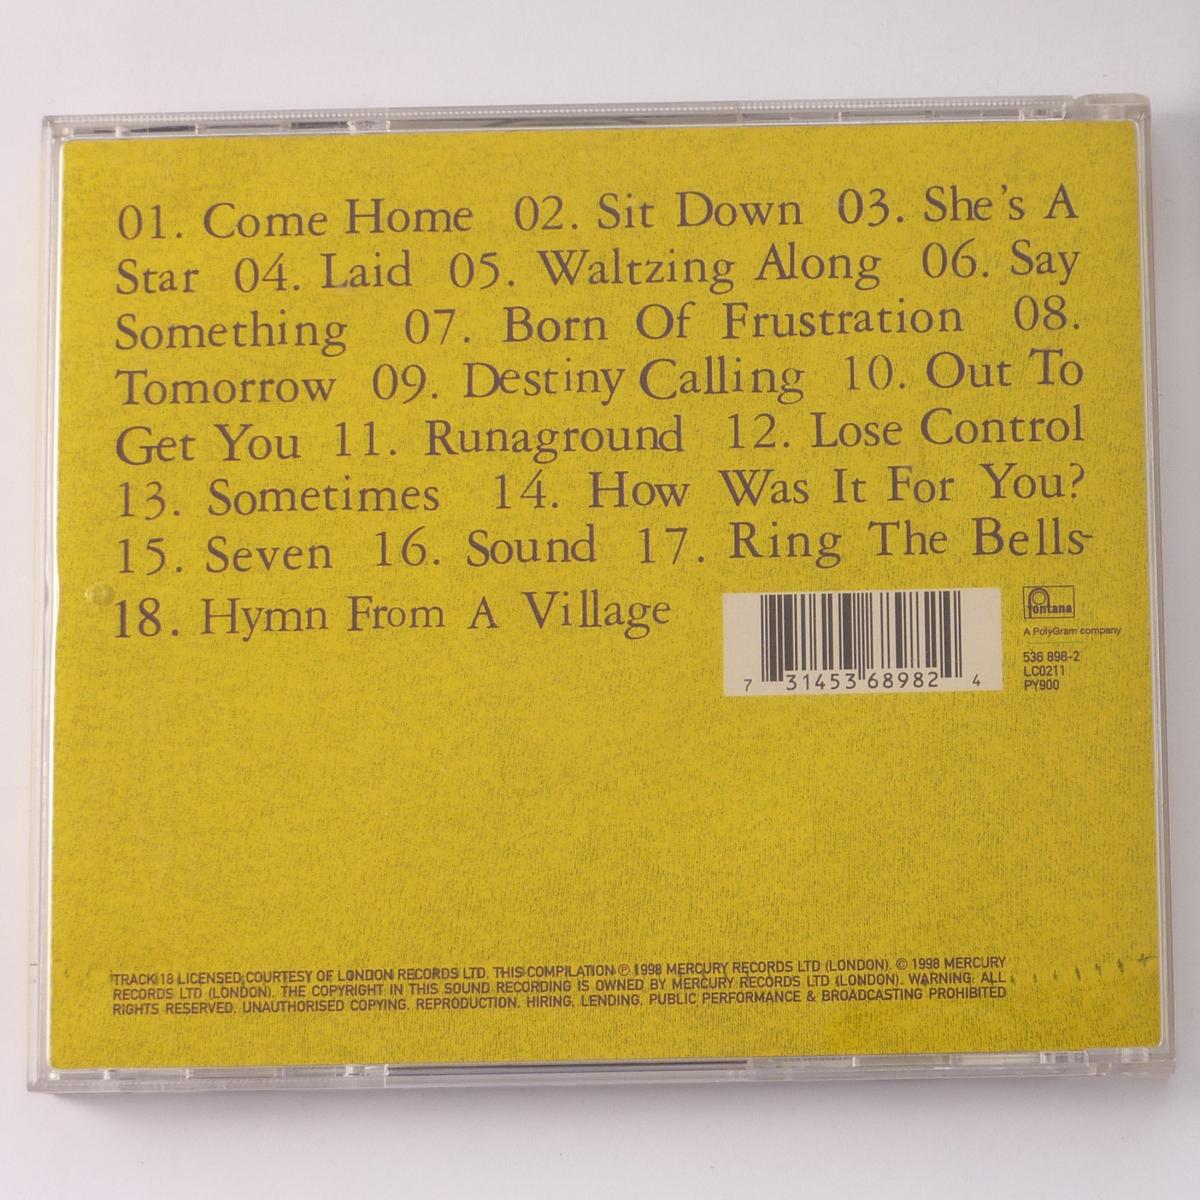 01. Come Home 02. Sit Down 03. She's A
Star 04. Laid 05. Waltzing Along 06. Say
Something 07. Born Of Frustration 08.
Tomorrow 09. Destiny Calling 10. Out To
Get You 11. Runaground 12. Lose Control
13. Sometimes 14. How Was It For You?
15. Seven 16. Sound 17. Ring The Bells
18. Hymn From A Village
7 31453 68982 4
fontana
A PolyGram company
536 898-2
LC0211
PY900
TRACK 18 LICENSED COURTESY OF LONDON RECORDS LTD. THIS COMPILATION ℗ 1998 MERCURY RECORDS LTD (LONDON). © 1998 MERCURY
RECORDS LTD (LONDON). THE COPYRIGHT IN THIS SOUND RECORDING IS OWNED BY MERCURY RECORDS LTD (LONDON). WARNING: ALL
RIGHTS RESERVED. UNAUTHORISED COPYING, REPRODUCTION, HIRING, LENDING, PUBLIC PERFORMANCE & BROADCASTING PROHIBITED